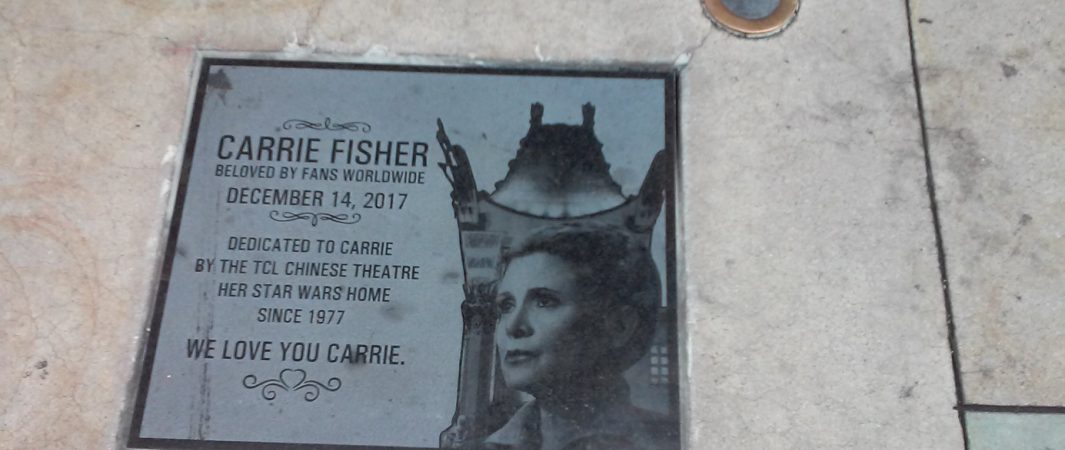 CARRIE FISHER
BELOVED BY FANS WORLDWIDE
DECEMBER 14, 2017
DEDICATED TO CARRIE
BY THE TCL CHINESE THEATRE
HER STAR WARS HOME
SINCE 1977
WE LOVE YOU CARRIE.